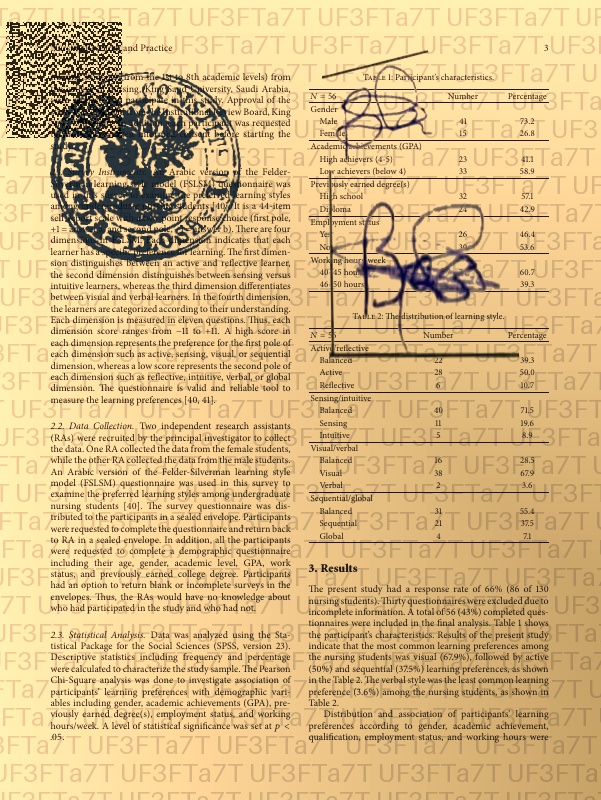 and Practice
3
(from the 1st to 8th academic levels) from
King Saud University, Saudi Arabia,
participate in this study. Approval of the
Review Board, King
participant was requested
consent before starting the
Arabic version of the Felder-
learning style model (FSLSM) questionnaire was
learning styles
students [40]. It is a 44-item
self scale with point response choice (first pole,
+1 = and second pole, b). There are four
dimensions dimension indicates that each
learner has a learning. The first dimen-
sion distinguishes between an active and reflective learner,
the second dimension distinguishes between sensing versus
intuitive learners, whereas the third dimension differentiates
between visual and verbal learners. In the fourth dimension,
the learners are categorized according to their understanding.
Each dimension is measured in eleven questions. Thus, each
dimension score ranges from −11 to +11. A high score in
each dimension represents the preference for the first pole of
each dimension such as active, sensing, visual, or sequential
dimension, whereas a low score represents the second pole of
each dimension such as reflective, intuitive, verbal, or global
dimension. The questionnaire is valid and reliable tool to
measure the learning preferences [40, 41].
2.2. Data Collection. Two independent research assistants
(RAs) were recruited by the principal investigator to collect
the data. One RA collected the data from the female students,
while the other RA collected the data from the male students.
An Arabic version of the Felder-Silverman learning style
model (FSLSM) questionnaire was used in this survey to
examine the preferred learning styles among undergraduate
nursing students [40]. The survey questionnaire was dis-
tributed to the participants in a sealed envelope. Participants
were requested to complete the questionnaire and return back
to RA in a sealed envelope. In addition, all the participants
were requested to complete a demographic questionnaire
including their age, gender, academic level, GPA, work
status, and previously earned college degree. Participants
had an option to return blank or incomplete surveys in the
envelopes. Thus, the RAs would have no knowledge about
who had participated in the study and who had not.
2.3. Statistical Analysis. Data was analyzed using the Sta-
tistical Package for the Social Sciences (SPSS, version 23).
Descriptive statistics including frequency and percentage
were calculated to characterize the study sample. The Pearson
Chi-Square analysis was done to investigate association of
participants' learning preferences with demographic vari-
ables including gender, academic achievements (GPA), pre-
viously earned degree(s), employment status, and working
hours/week. A level of statistical significance was set at p <
.05.
Table 1: Participant's characteristics.
N = 56 Number Percentage
Gender
Male 41 73.2
Female 15 26.8
Academic achievements (GPA)
High achievers (4-5) 23 41.1
Low achievers (below 4) 33 58.9
Previously earned degree(s)
High school 32 57.1
Diploma 24 42.9
Employment status
Yes 26 46.4
No 30 53.6
Working hours/week
40–45 hours 60.7
46–50 hours 39.3
Table 2: The distribution of learning style.
N = 56 Number Percentage
Active/reflective
Balanced 22 39.3
Active 28 50.0
Reflective 6 10.7
Sensing/intuitive
Balanced 40 71.5
Sensing 11 19.6
Intuitive 5 8.9
Visual/verbal
Balanced 16 28.5
Visual 38 67.9
Verbal 2 3.6
Sequential/global
Balanced 31 55.4
Sequential 21 37.5
Global 4 7.1
3. Results
The present study had a response rate of 66% (86 of 130
nursing students). Thirty questionnaires were excluded due to
incomplete information. A total of 56 (43%) completed ques-
tionnaires were included in the final analysis. Table 1 shows
the participant's characteristics. Results of the present study
indicate that the most common learning preferences among
the nursing students was visual (67.9%), followed by active
(50%) and sequential (37.5%) learning preferences, as shown
in the Table 2. The verbal style was the least common learning
preference (3.6%) among the nursing students, as shown in
Table 2.
Distribution and association of participants' learning
preferences according to gender, academic achievement,
qualification, employment status, and working hours were
UF3FTa7T